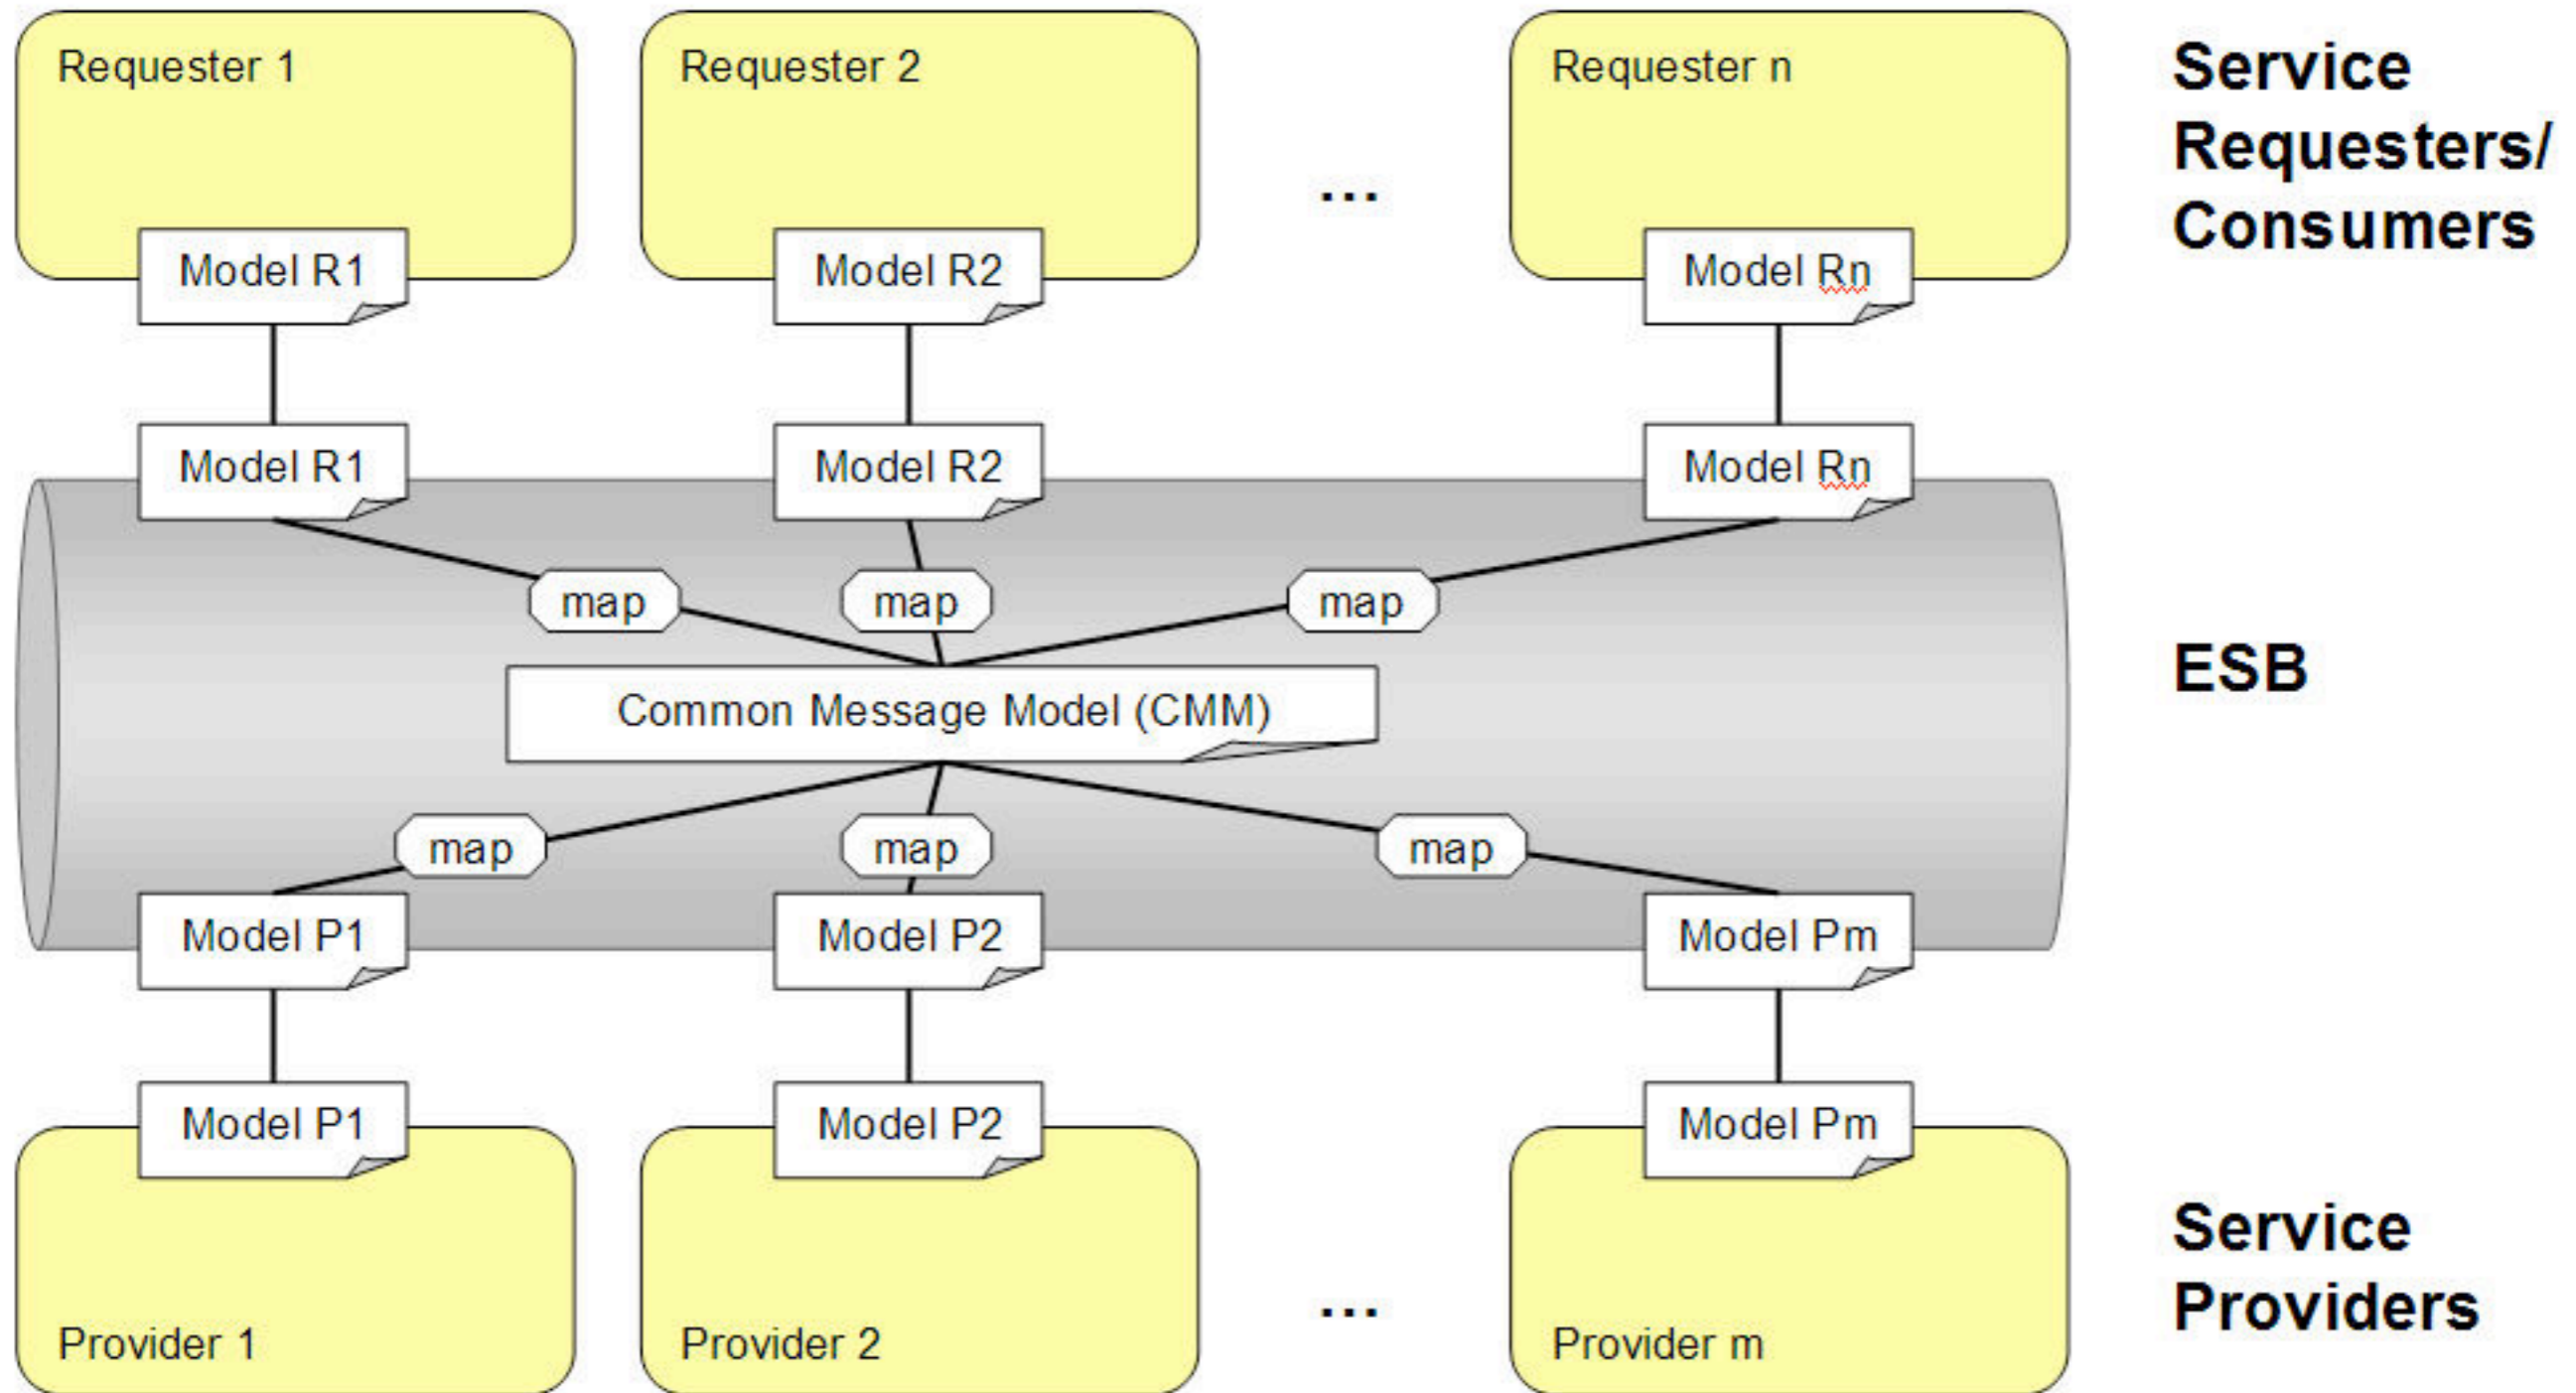 Requester 1
Requester 2
Requester n
Service
Requesters/
Consumers
...
Model R1
Model R2
Model Rn
Model R1
Model R2
Model Rn
map
map
map
ESB
Common Message Model (CMM)
map
map
map
Model P1
Model P2
Model Pm
Model P1
Model P2
Model Pm
Service
Providers
...
Provider 1
Provider 2
Provider m